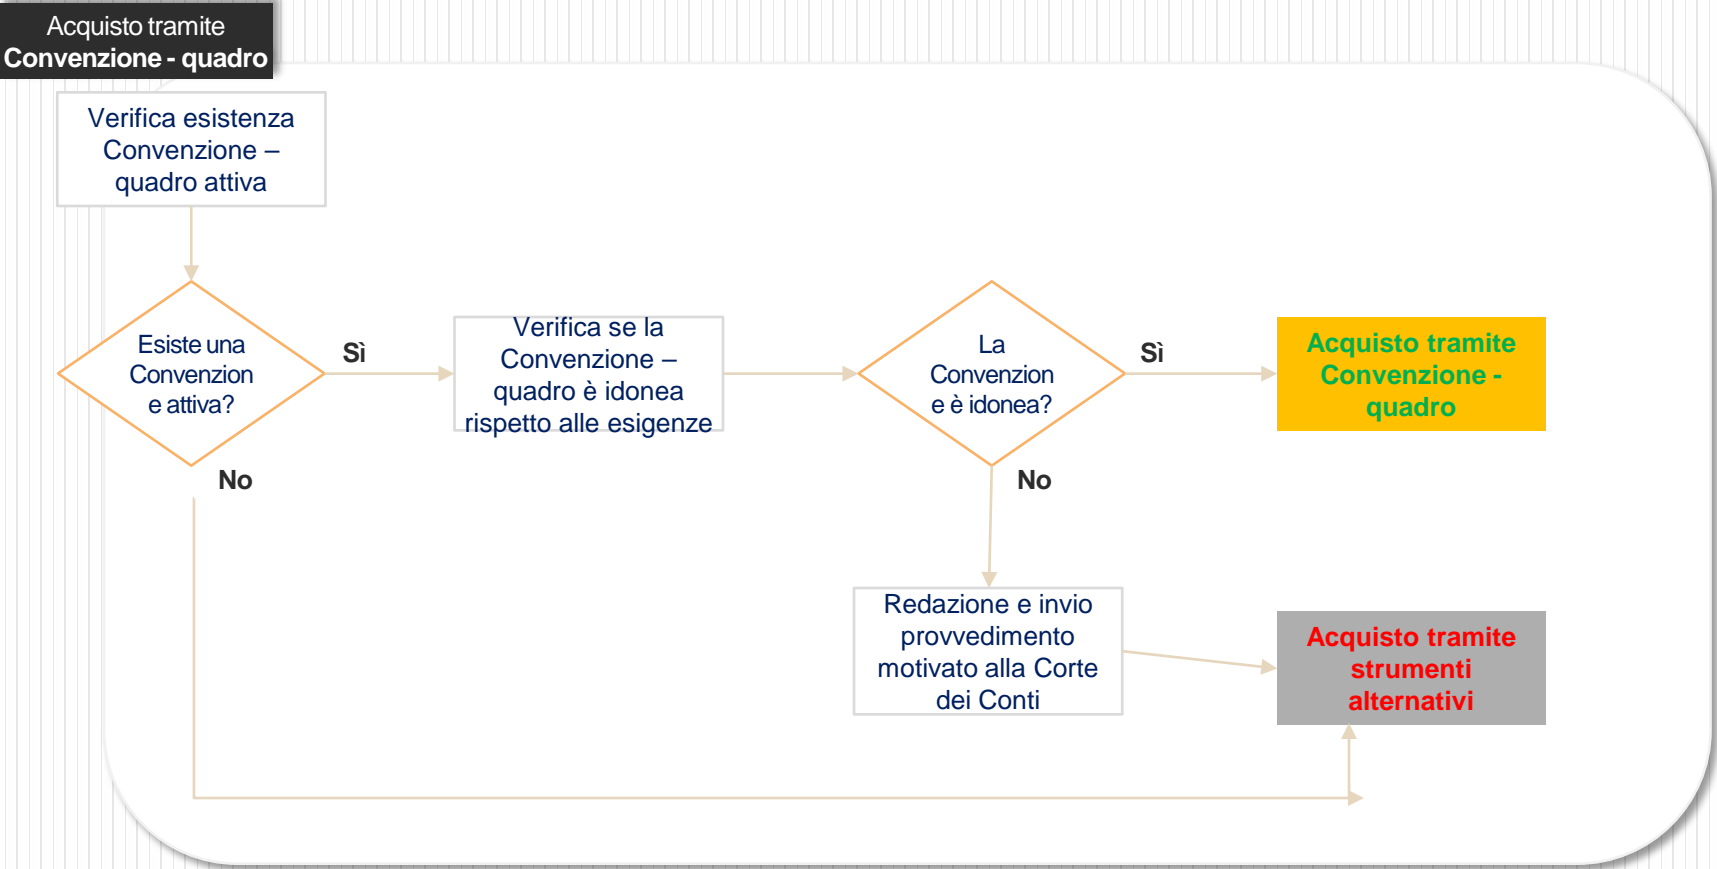 Acquisto tramite
Convenzione - quadro
Verifica esistenza
Convenzione –
quadro attiva
Esiste una
Convenzion
e attiva?
Sì
No
Verifica se la
Convenzione –
quadro è idonea
rispetto alle esigenze
La
Convenzion
e è idonea?
Sì
No
Acquisto tramite
Convenzione -
quadro
Redazione e invio
provvedimento
motivato alla Corte
dei Conti
Acquisto tramite
strumenti
alternativi